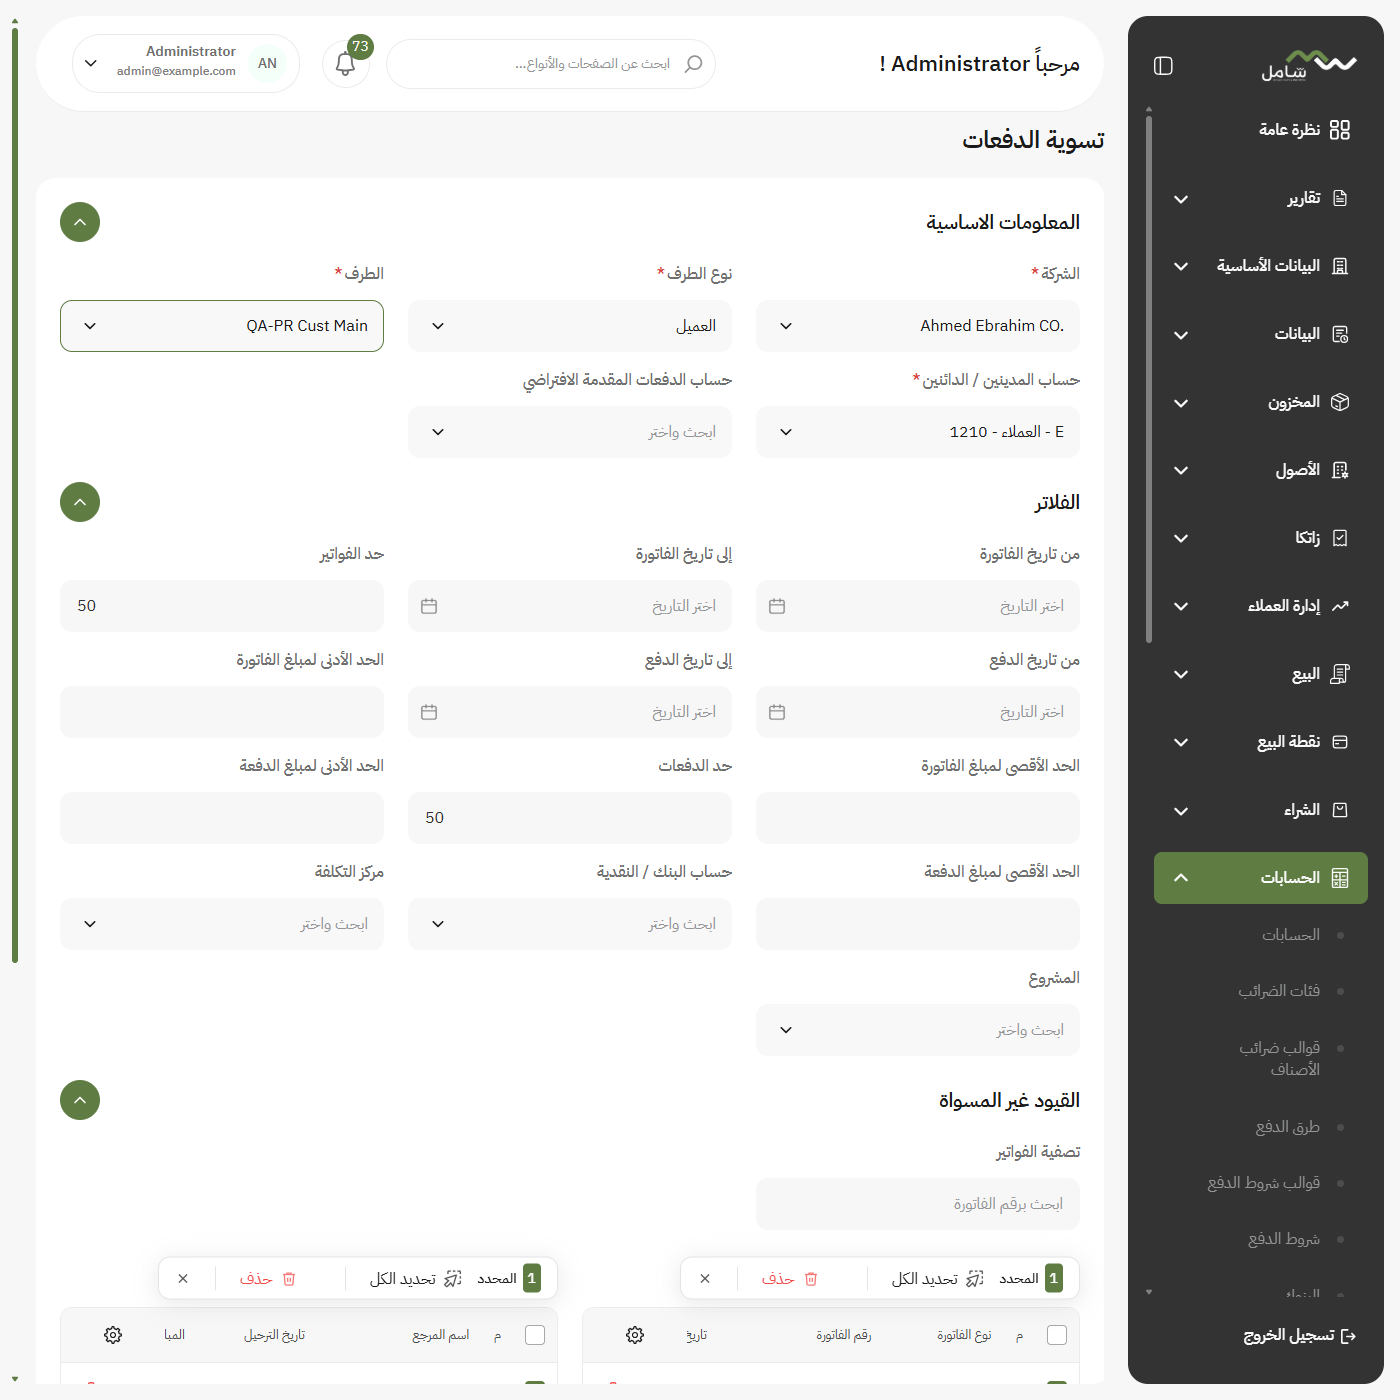 شامل
نظرة عامة
تقارير
البيانات الأساسية
البيانات
المخزون
الأصول
زاتكا
إدارة العملاء
البيع
نقطة البيع
الشراء
الحسابات
الحسابات
فئات الضرائب
قوالب ضرائب
الأصناف
طرق الدفع
قوالب شروط الدفع
شروط الدفع
البنوك
تسجيل الخروج
مرحباً Administrator !
ابحث عن الصفحات والأنواع...
73
AN
Administrator
admin@example.com
تسوية الدفعات
المعلومات الاساسية
الشركة*
نوع الطرف*
الطرف*
Ahmed Ebrahim CO.
العميل
QA-PR Cust Main
حساب المدينين / الدائنين*
حساب الدفعات المقدمة الافتراضي
1210 - العملاء - E
ابحث واختر
الفلاتر
من تاريخ الفاتورة
إلى تاريخ الفاتورة
حد الفواتير
اختر التاريخ
اختر التاريخ
50
من تاريخ الدفع
إلى تاريخ الدفع
الحد الأدنى لمبلغ الفاتورة
اختر التاريخ
اختر التاريخ
الحد الأقصى لمبلغ الفاتورة
حد الدفعات
الحد الأدنى لمبلغ الدفعة
50
الحد الأقصى لمبلغ الدفعة
حساب البنك / النقدية
مركز التكلفة
ابحث واختر
ابحث واختر
المشروع
ابحث واختر
القيود غير المسواة
تصفية الفواتير
ابحث برقم الفاتورة
1 المحدد تحديد الكل حذف
1 المحدد تحديد الكل حذف
م نوع الفاتورة رقم الفاتورة تاريخ
م اسم المرجع تاريخ الترحيل المبا